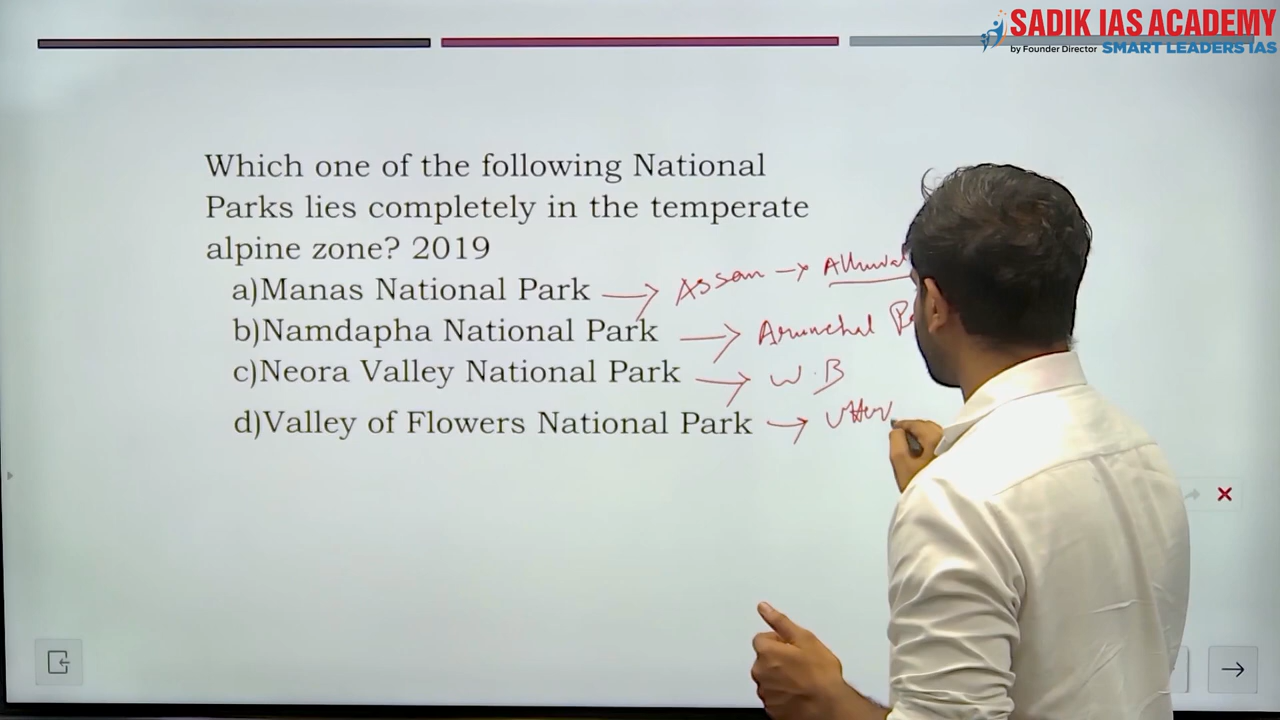 SADIK IAS ACADEMY
by Founder Director SMART LEADERS IAS
Which one of the following National
Parks lies completely in the temperate
alpine zone? 2019
a)Manas National Park → Assam → Alluvial
b)Namdapha National Park → Arunchal
c)Neora Valley National Park → W.B
d)Valley of Flowers National Park →